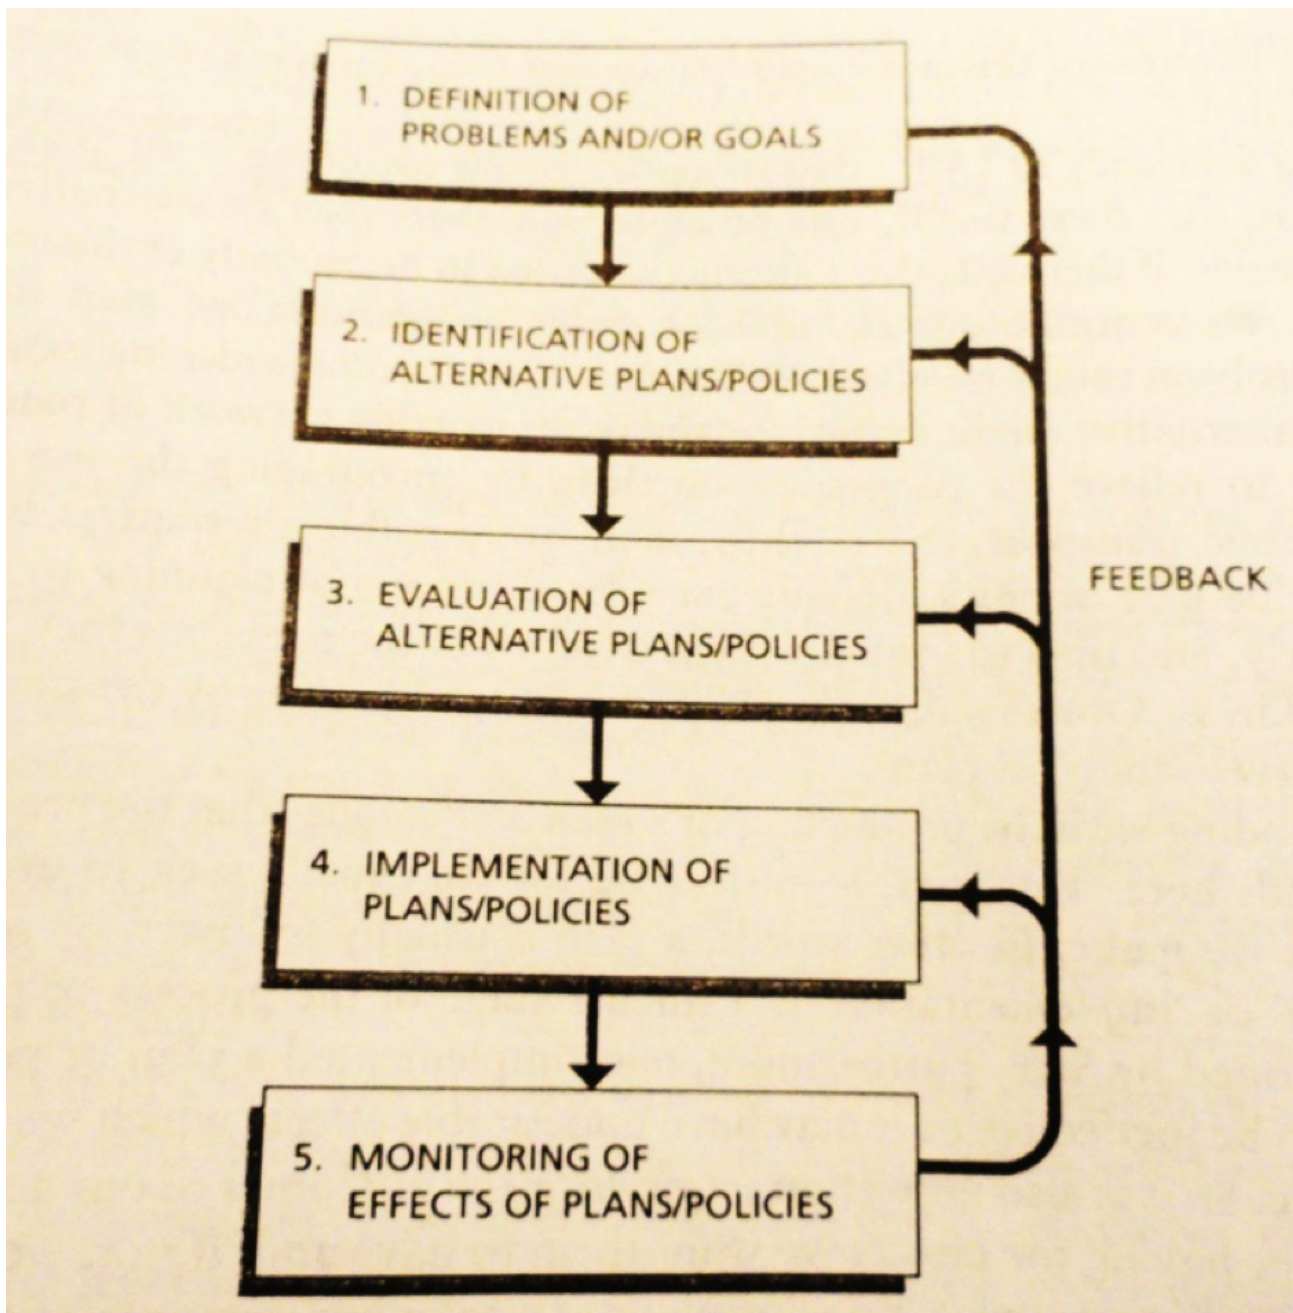 1. DEFINITION OF
PROBLEMS AND/OR GOALS
2. IDENTIFICATION OF
ALTERNATIVE PLANS/POLICIES
3. EVALUATION OF
ALTERNATIVE PLANS/POLICIES
FEEDBACK
4. IMPLEMENTATION OF
PLANS/POLICIES
5. MONITORING OF
EFFECTS OF PLANS/POLICIES